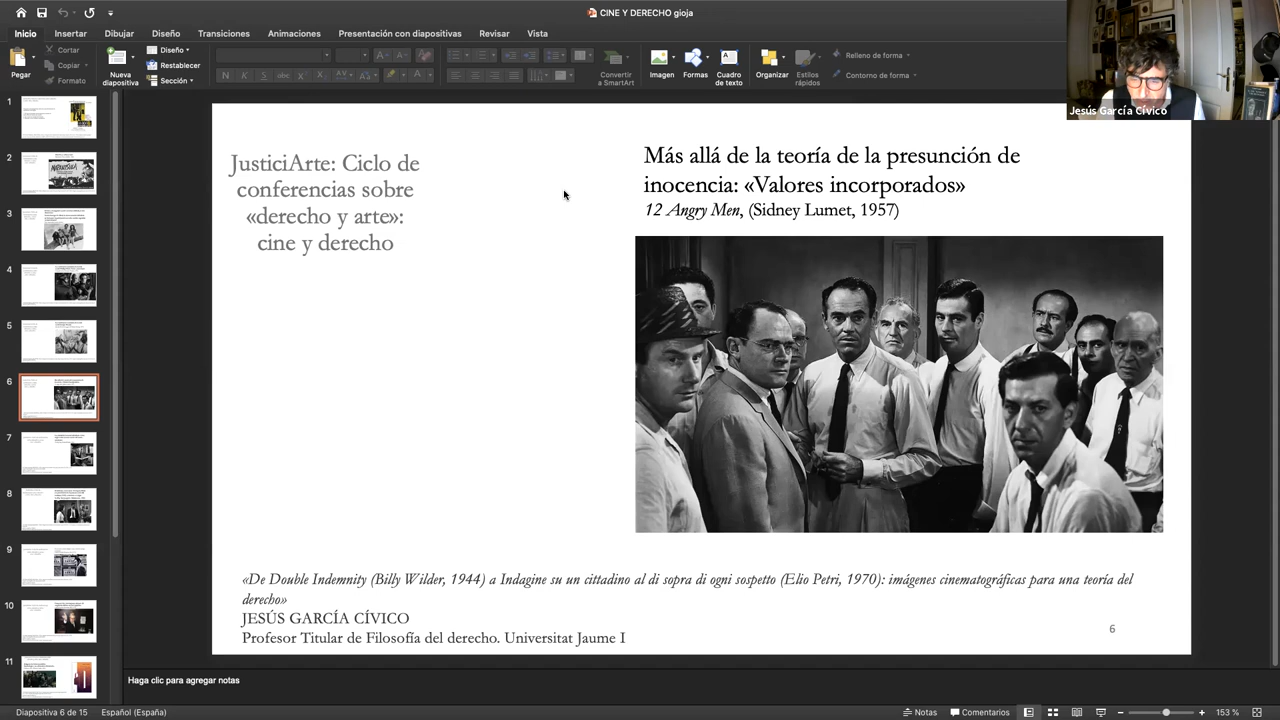 CINE Y DERECHO gioja
Inicio
Insertar
Dibujar
Diseño
Transiciones
Animaciones
Presentación con diapositivas
Revisar
Vista
Pegar
Cortar
Copiar
Formato
Nueva
diapositiva
Diseño
Restablecer
Sección
Convertir
a SmartArt
Imagen
Formas
Cuadro
de texto
Organizar
Estilos
rápidos
Relleno de forma
Contorno de forma
Jesús García Cívico
JusticiArte: Ciclo de
conferencias sobre
«derecho y arte»:
cine y derecho
Más allá de la teoría de la presunción de
inocencia. «Valores incorporados»
12 Angry Men, (Sidney Lumet, 1957)
«De Double Indemnity (Billy Wilder, 1944) a Indagine su un cittadino al di sopra di ogni sospetto (Elio Petri, 1970): imágenes cinematográficas para una teoría del
derecho»
JESÚS GARCÍA CÍVICO
Profesor Titular de Filosofía del derecho. Universitat Jaume I
6
Haga clic para agregar notas
Diapositiva 6 de 15
Español (España)
Notas
Comentarios
153 %